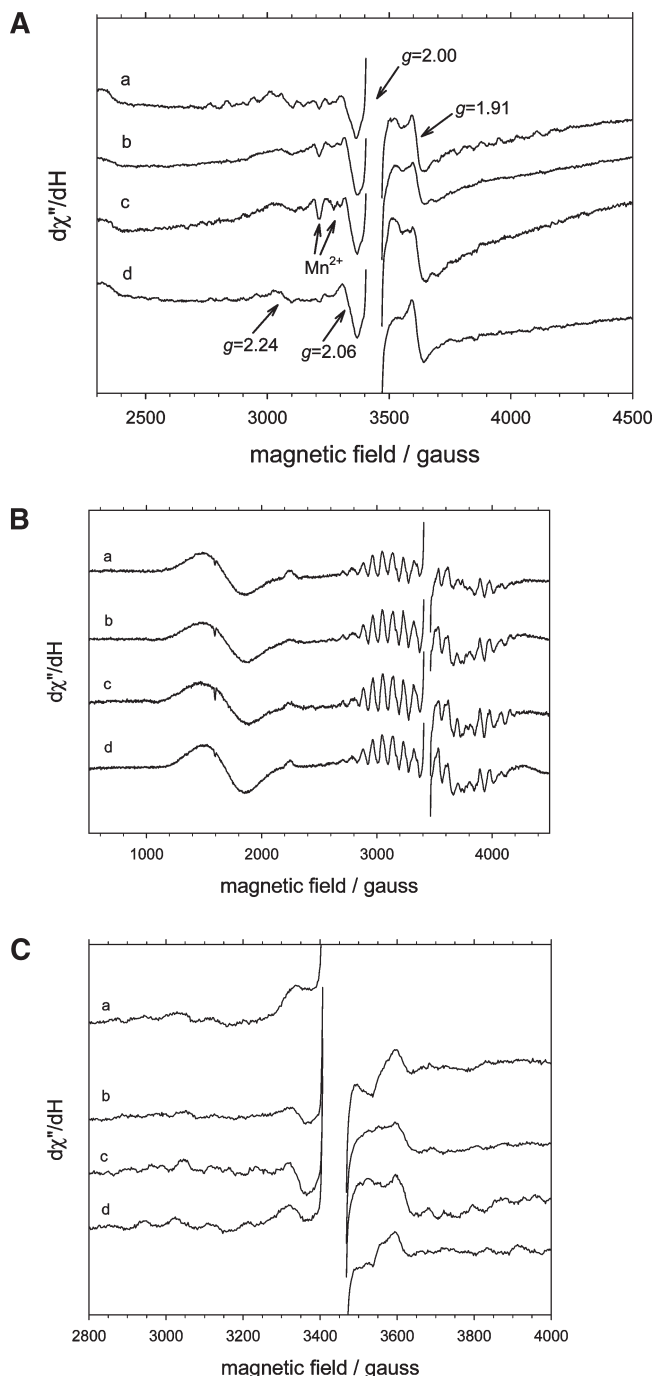 A
a
g=2.00
g=1.91
b
c
Mn2+
d
g=2.24
g=2.06
dχ"/dH
2500 3000 3500 4000 4500
magnetic field / gauss
B
a
b
c
d
dχ"/dH
1000 2000 3000 4000
magnetic field / gauss
C
a
b
c
d
dχ"/dH
2800 3000 3200 3400 3600 3800 4000
magnetic field / gauss